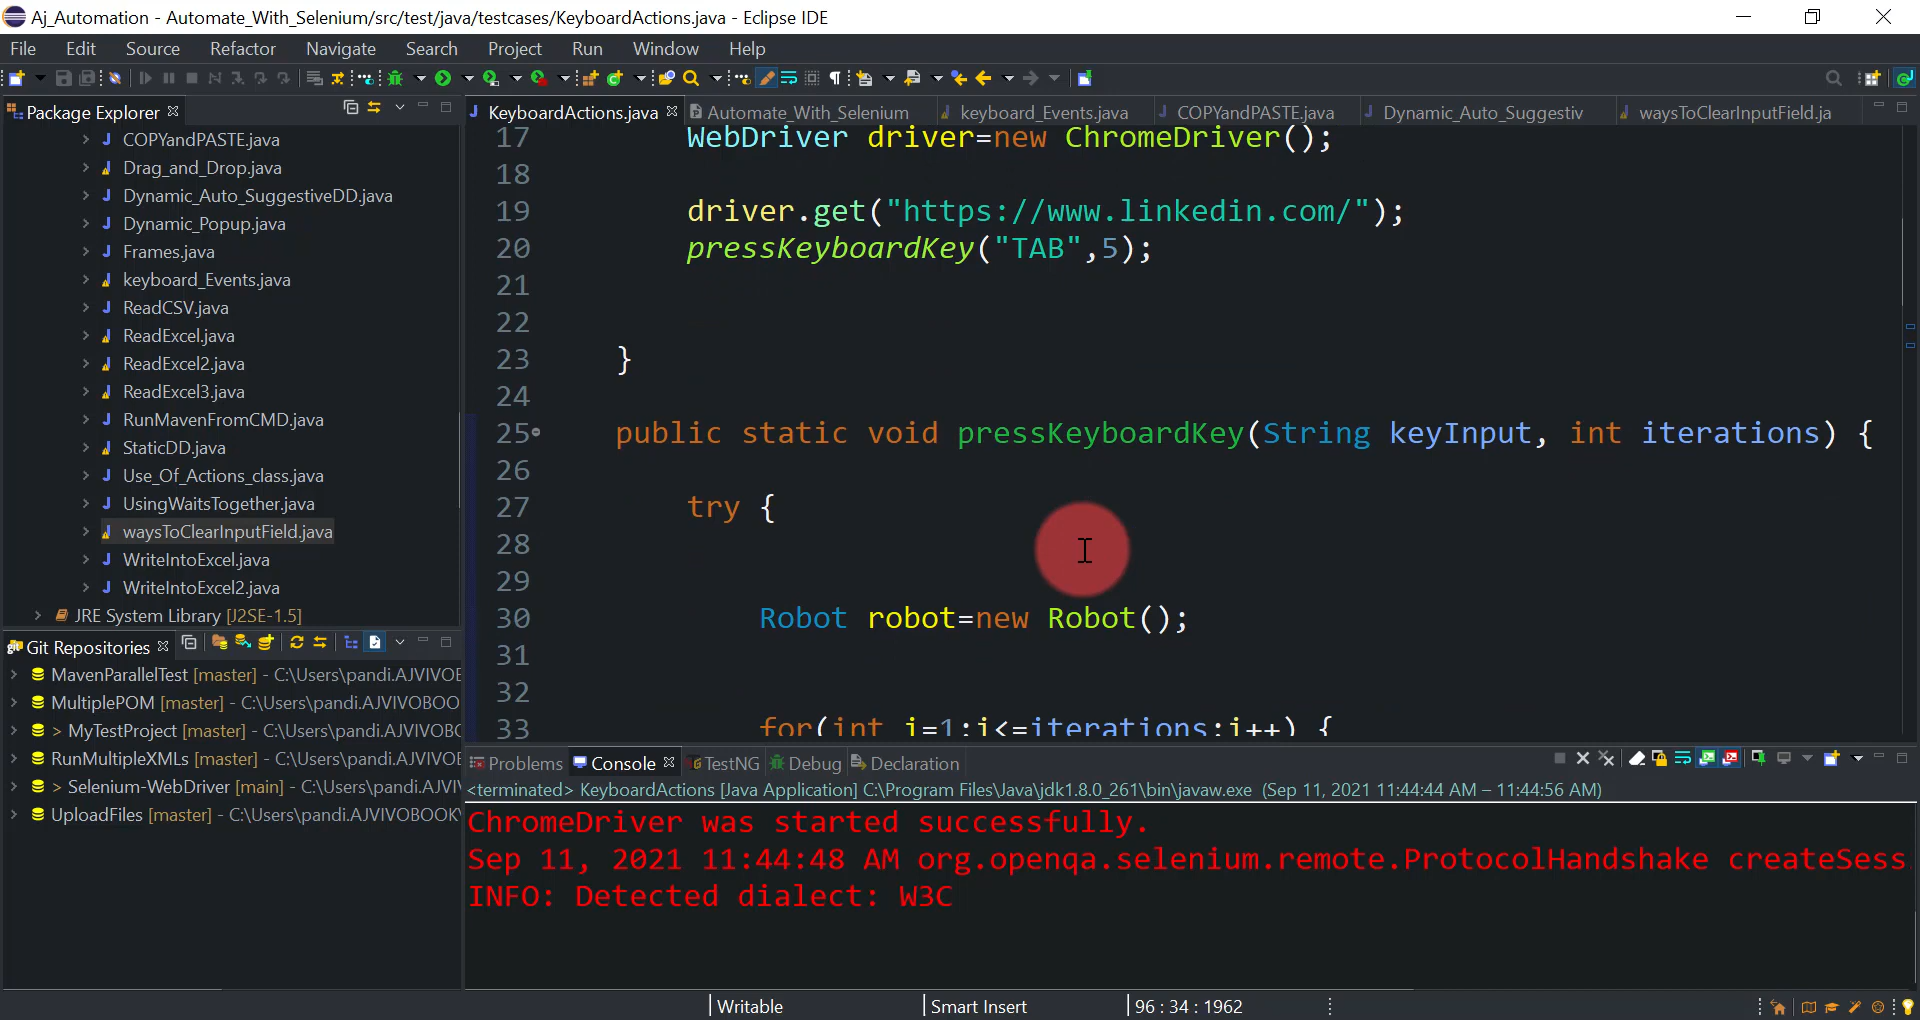 Aj_Automation - Automate_With_Selenium/src/test/java/testcases/KeyboardActions.java - Eclipse IDE
File Edit Source Refactor Navigate Search Project Run Window Help
Package Explorer
COPYandPASTE.java
Drag_and_Drop.java
Dynamic_Auto_SuggestiveDD.java
Dynamic_Popup.java
Frames.java
keyboard_Events.java
ReadCSV.java
ReadExcel.java
ReadExcel2.java
ReadExcel3.java
RunMavenFromCMD.java
StaticDD.java
Use_Of_Actions_class.java
UsingWaitsTogether.java
waysToClearInputField.java
WriteIntoExcel.java
WriteIntoExcel2.java
JRE System Library [J2SE-1.5]
Git Repositories
MavenParallelTest [master] - C:\Users\pandi.AJVIVOE
MultiplePOM [master] - C:\Users\pandi.AJVIVOBOO
> MyTestProject [master] - C:\Users\pandi.AJVIVOBC
RunMultipleXMLs [master] - C:\Users\pandi.AJVIVOB
> Selenium-WebDriver [main] - C:\Users\pandi.AJVI
UploadFiles [master] - C:\Users\pandi.AJVIVOBOOK
KeyboardActions.java Automate_With_Selenium keyboard_Events.java COPYandPASTE.java Dynamic_Auto_Suggestiv waysToClearInputField.ja
17 WebDriver driver=new ChromeDriver();
18
19 driver.get("https://www.linkedin.com/");
20 pressKeyboardKey("TAB",5);
21
22
23 }
24
25 public static void pressKeyboardKey(String keyInput, int iterations) {
26
27 try {
28
29
30 Robot robot=new Robot();
31
32
33 for(int i=1;i<=iterations;i++) {
Problems Console TestNG Debug Declaration
<terminated> KeyboardActions [Java Application] C:\Program Files\Java\jdk1.8.0_261\bin\javaw.exe (Sep 11, 2021 11:44:44 AM – 11:44:56 AM)
ChromeDriver was started successfully.
Sep 11, 2021 11:44:48 AM org.openqa.selenium.remote.ProtocolHandshake createSess
INFO: Detected dialect: W3C
Writable Smart Insert 96 : 34 : 1962